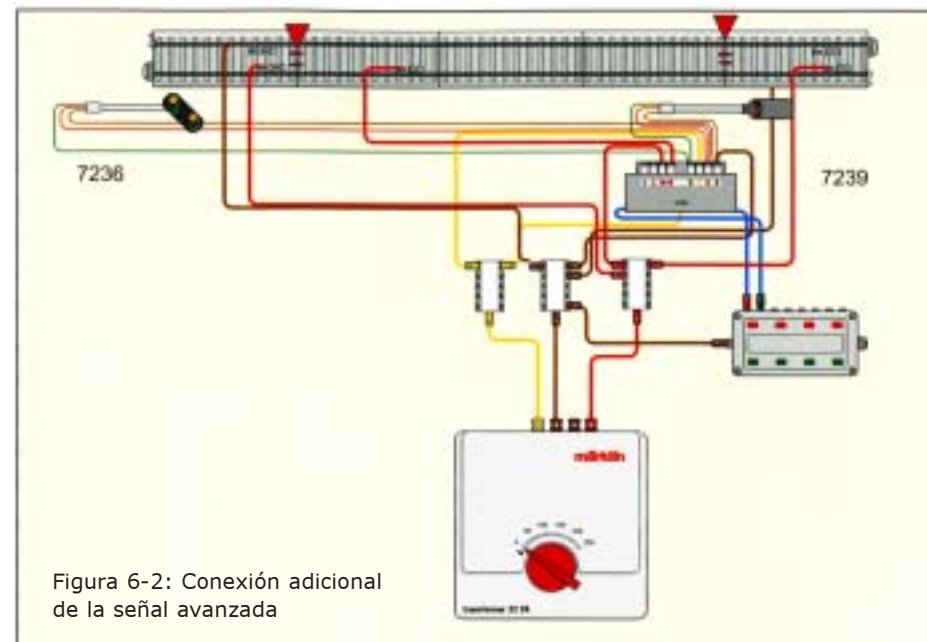 7236
7239
märklin
Figura 6-2: Conexión adicional
de la señal avanzada